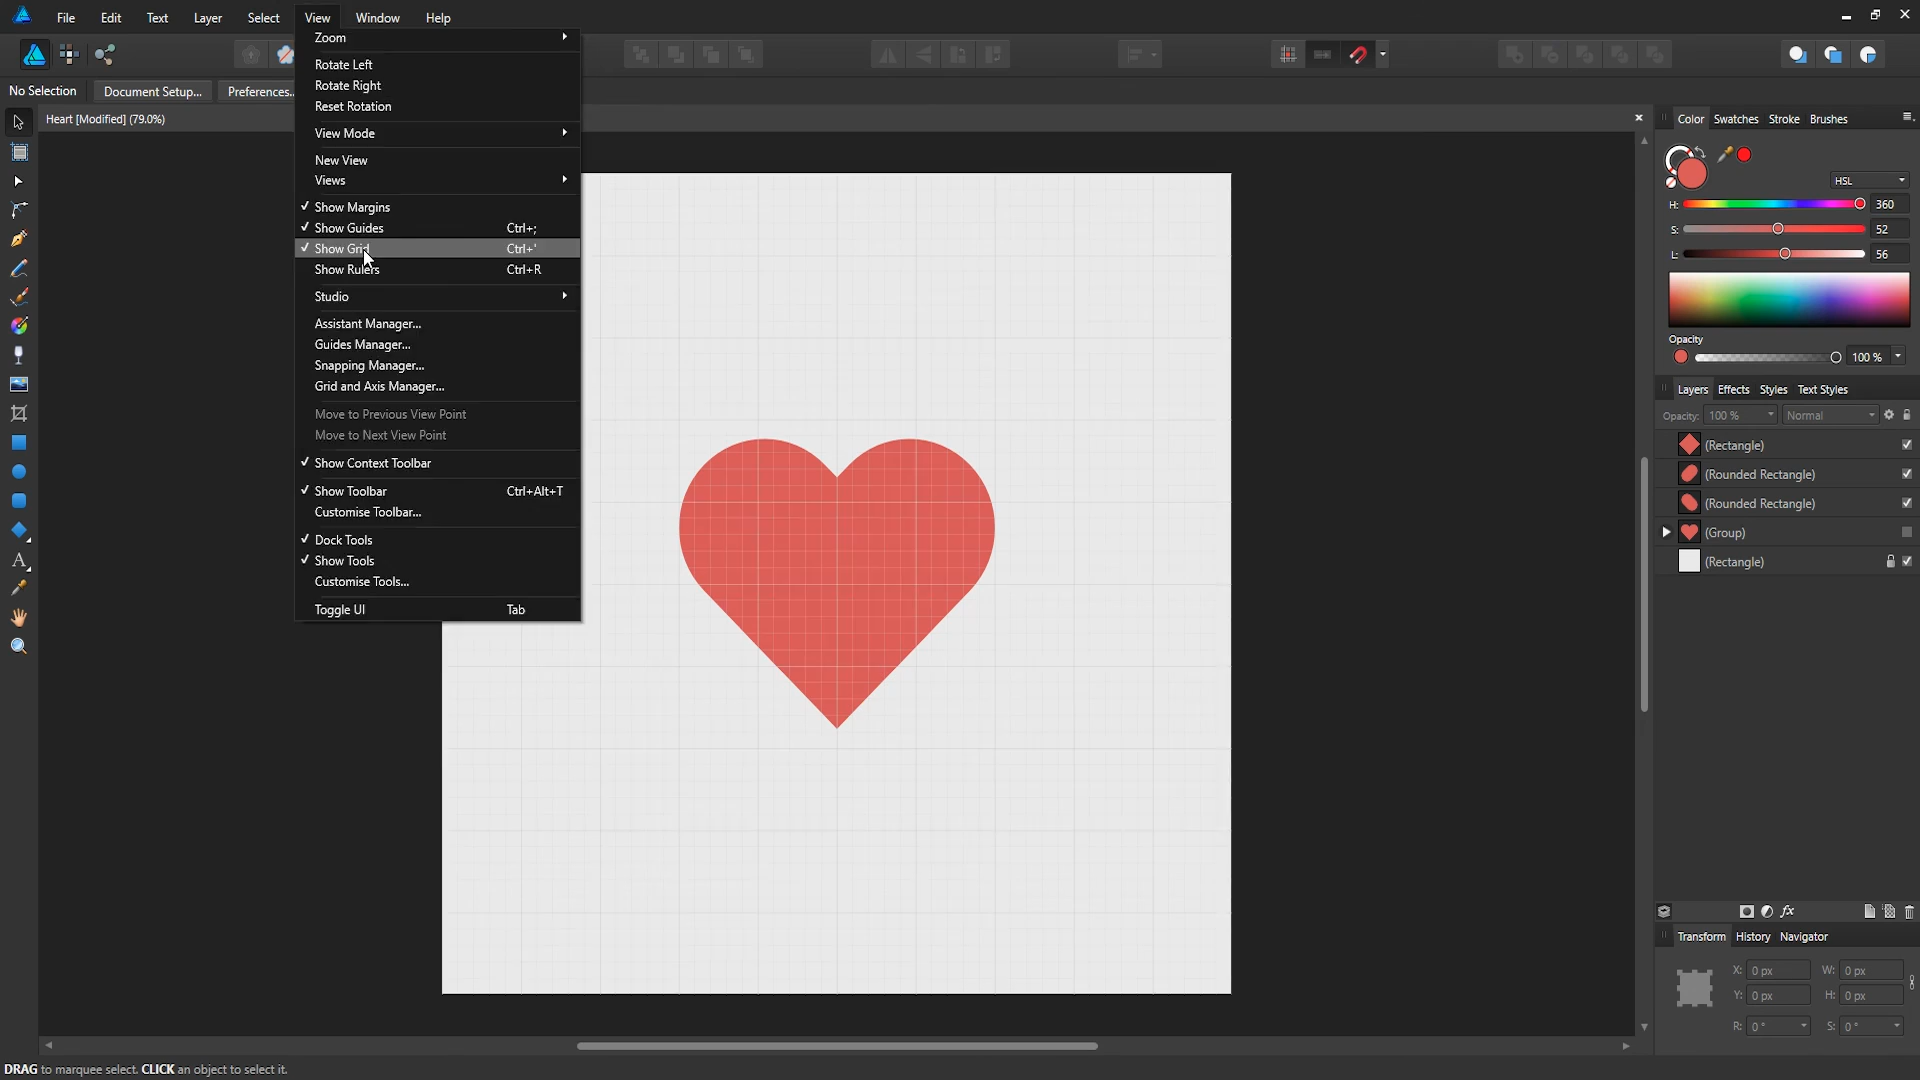 File Edit Text Layer Select View Window Help
No Selection Document Setup... Preferences...
Heart [Modified] (79.0%)
Zoom
Rotate Left
Rotate Right
Reset Rotation
View Mode
New View
Views
Show Margins
Show Guides Ctrl+;
Show Grid Ctrl+'
Show Rulers Ctrl+R
Studio
Assistant Manager...
Guides Manager...
Snapping Manager...
Grid and Axis Manager...
Move to Previous View Point
Move to Next View Point
Show Context Toolbar
Show Toolbar Ctrl+Alt+T
Customise Toolbar...
Dock Tools
Show Tools
Customise Tools...
Toggle UI Tab
Color Swatches Stroke Brushes
HSL
H: 360
S: 52
L: 56
Opacity
100 %
Layers Effects Styles Text Styles
Opacity: 100 % Normal
(Rectangle)
(Rounded Rectangle)
(Rounded Rectangle)
(Group)
(Rectangle)
fx
Transform History Navigator
X: 0 px W: 0 px
Y: 0 px H: 0 px
R: 0 ° S: 0 °
DRAG to marquee select. CLICK an object to select it.